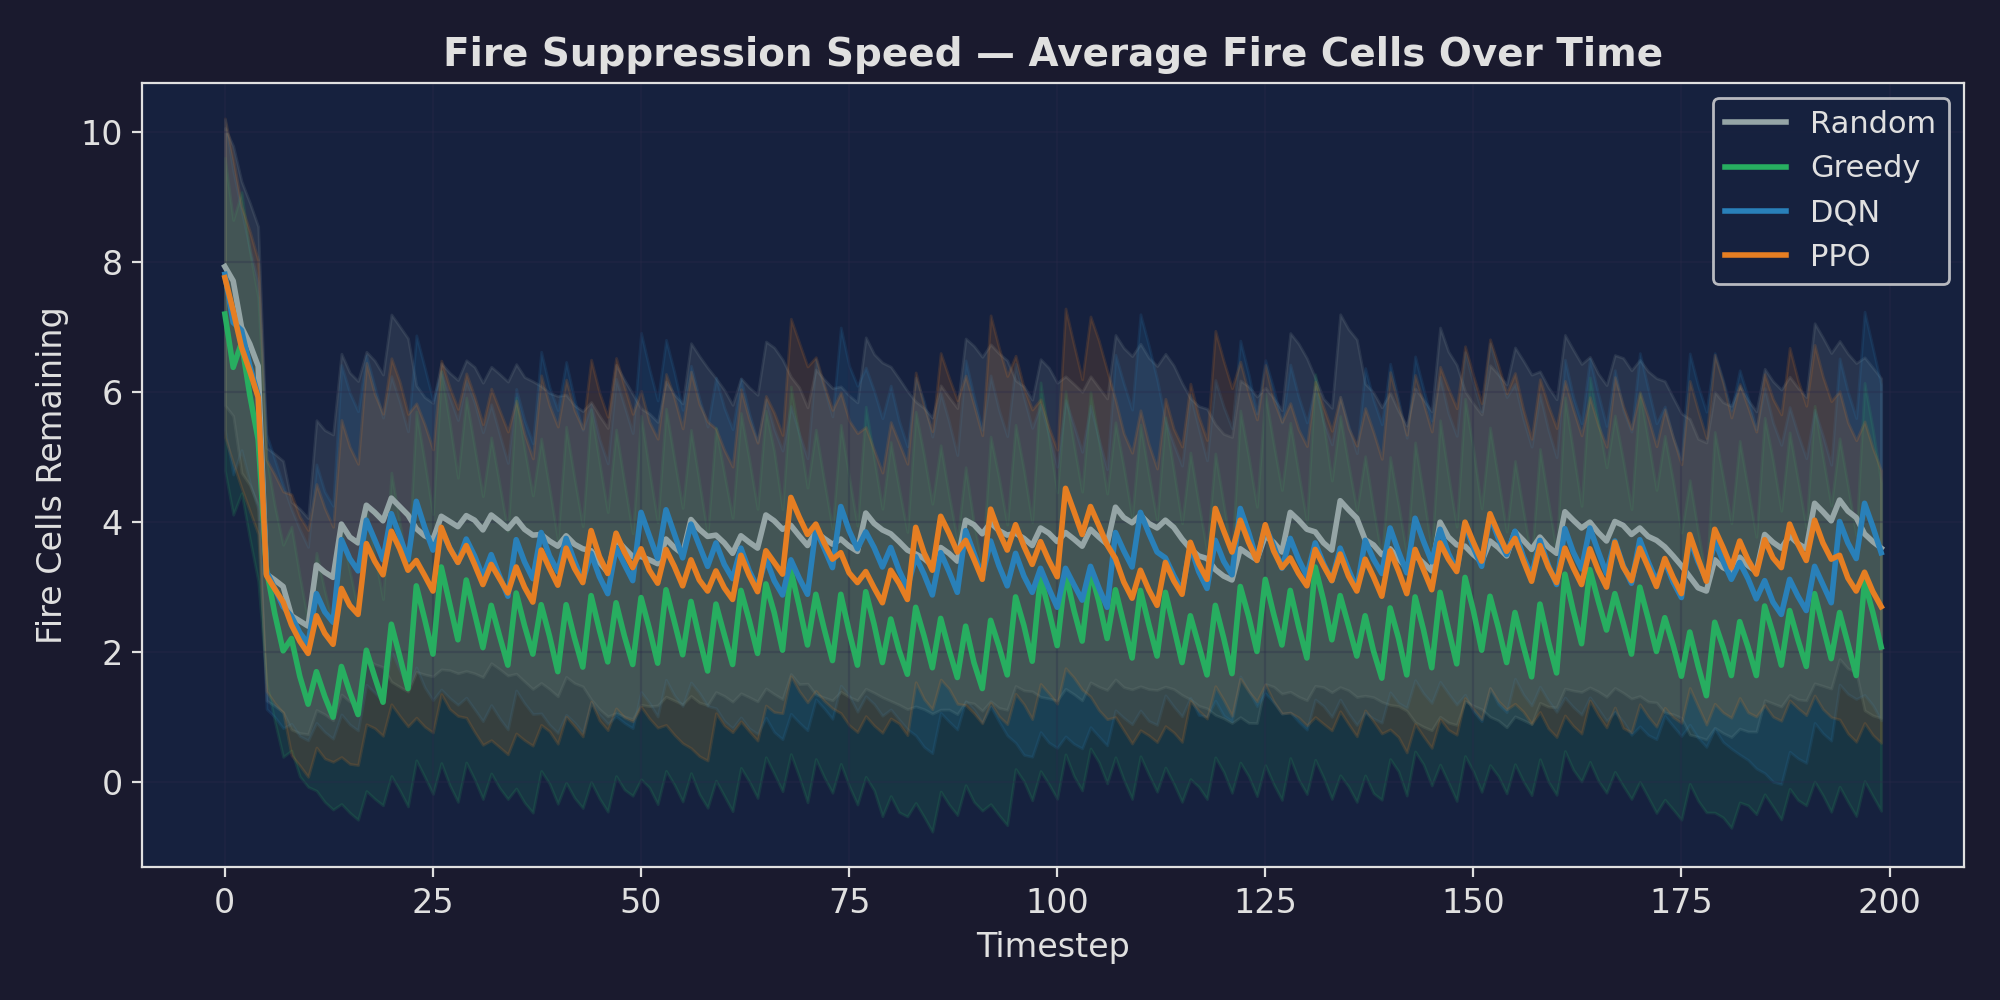 Fire Suppression Speed — Average Fire Cells Over Time
Random
Greedy
DQN
PPO
Fire Cells Remaining
10
8
6
4
2
0
0 25 50 75 100 125 150 175 200
Timestep